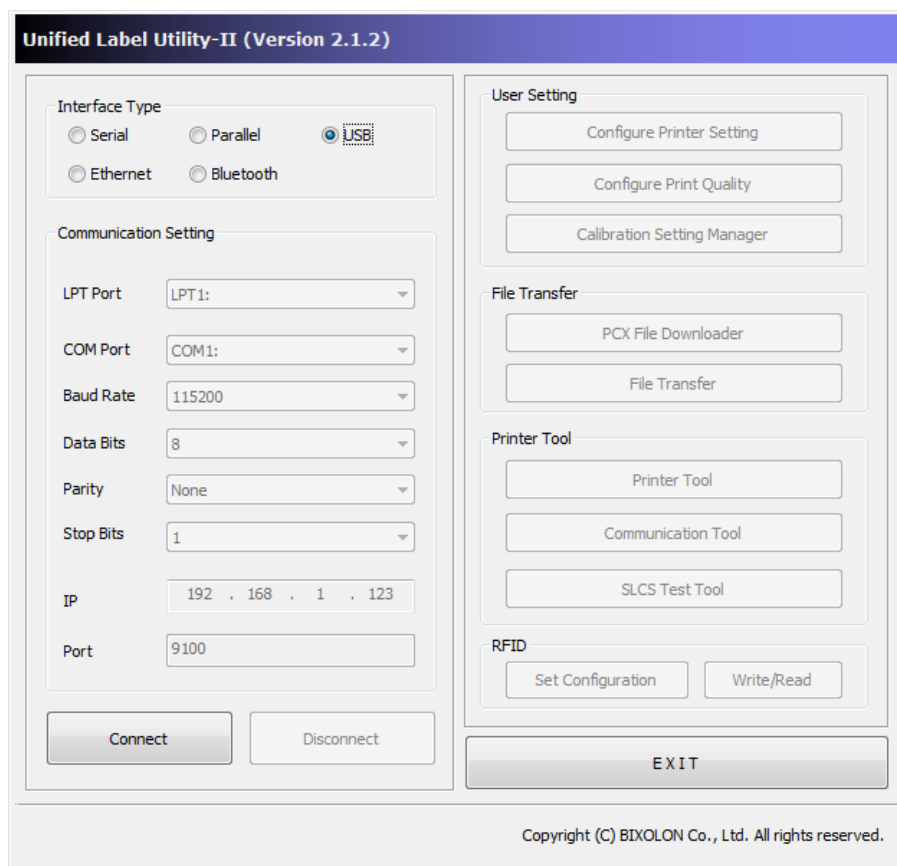 Unified Label Utility-II (Version 2.1.2)
Interface Type
Serial Parallel USB
Ethernet Bluetooth
Communication Setting
LPT Port LPT1:
COM Port COM1:
Baud Rate 115200
Data Bits 8
Parity None
Stop Bits 1
IP 192 . 168 . 1 . 123
Port 9100
Connect Disconnect
User Setting
Configure Printer Setting
Configure Print Quality
Calibration Setting Manager
File Transfer
PCX File Downloader
File Transfer
Printer Tool
Printer Tool
Communication Tool
SLCS Test Tool
RFID
Set Configuration Write/Read
EXIT
Copyright (C) BIXOLON Co., Ltd. All rights reserved.